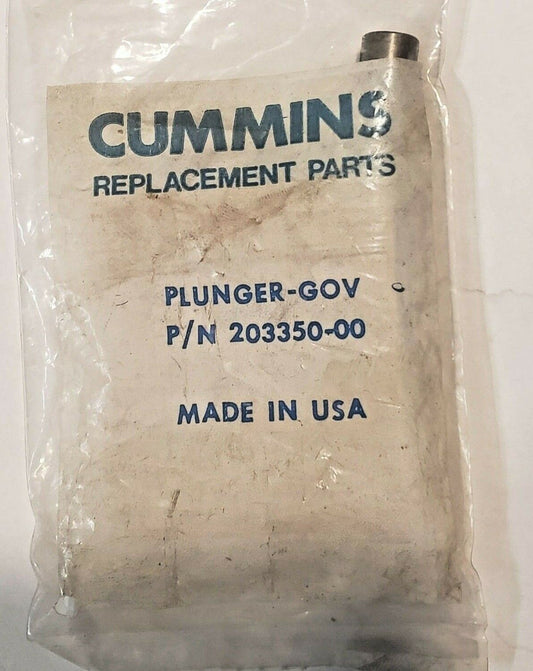 CUMMINS
REPLACEMENT PARTS
PLUNGER-GOV
P/N 203350-00
MADE IN USA